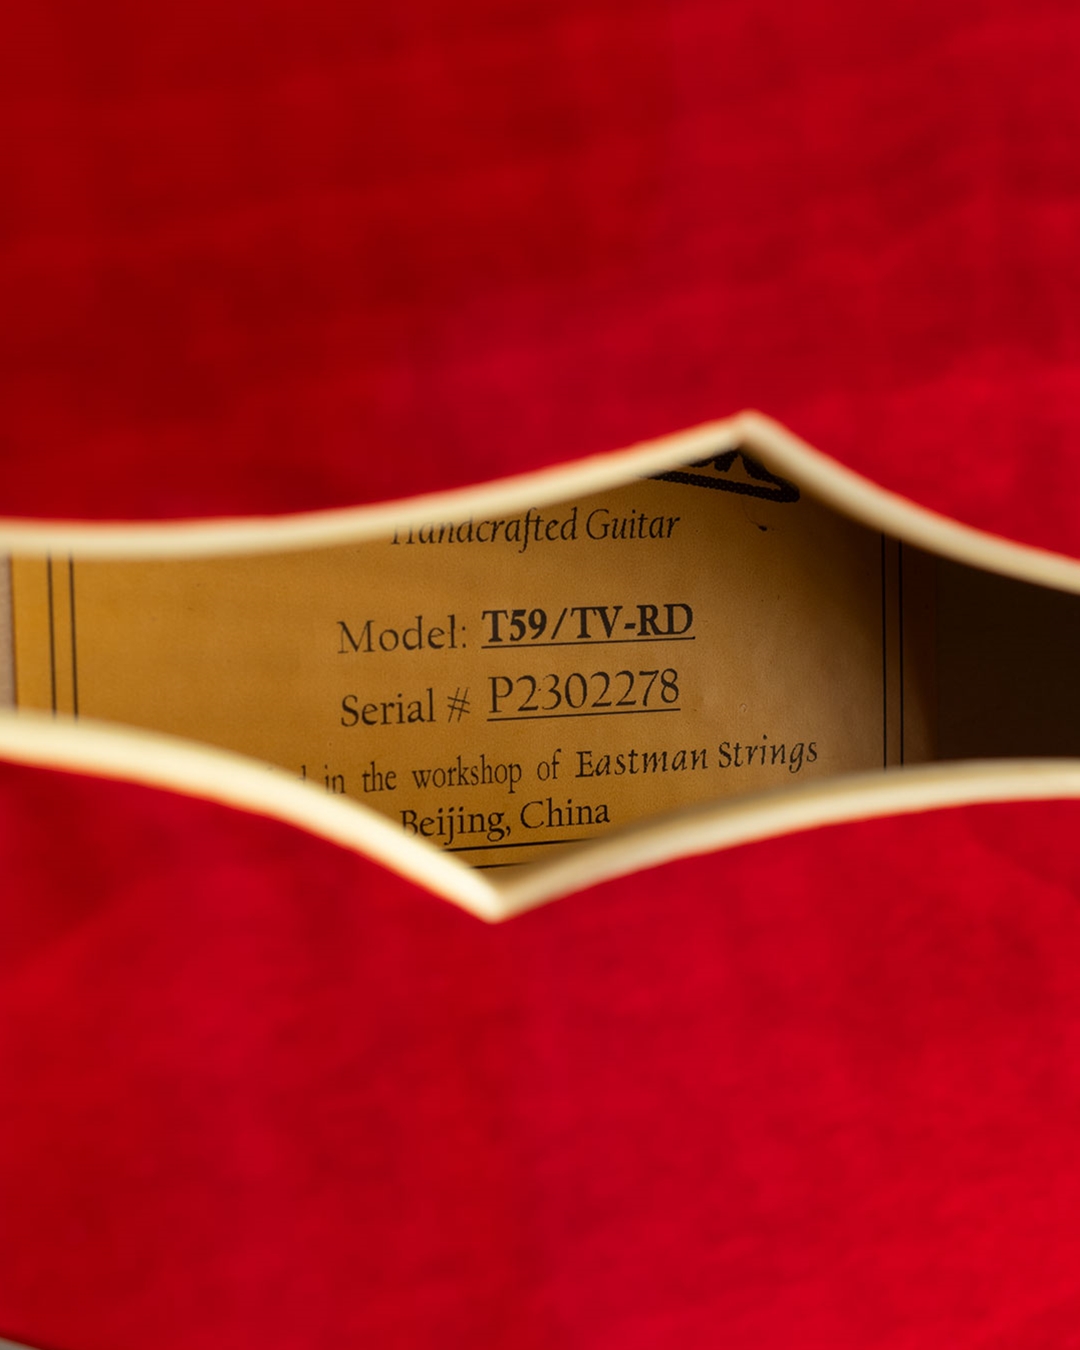 Handcrafted Guitar
Model: T59/TV-RD
Serial # P2302278
in the workshop of Eastman Strings
Beijing, China